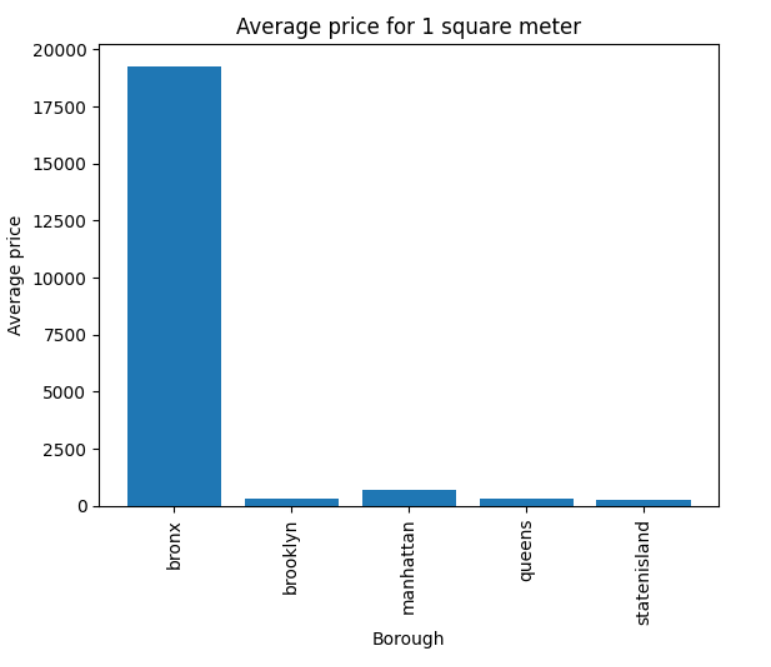 Average price for 1 square meter
Average price
20000
17500
15000
12500
10000
7500
5000
2500
0
bronx
brooklyn
manhattan
queens
statenisland
Borough